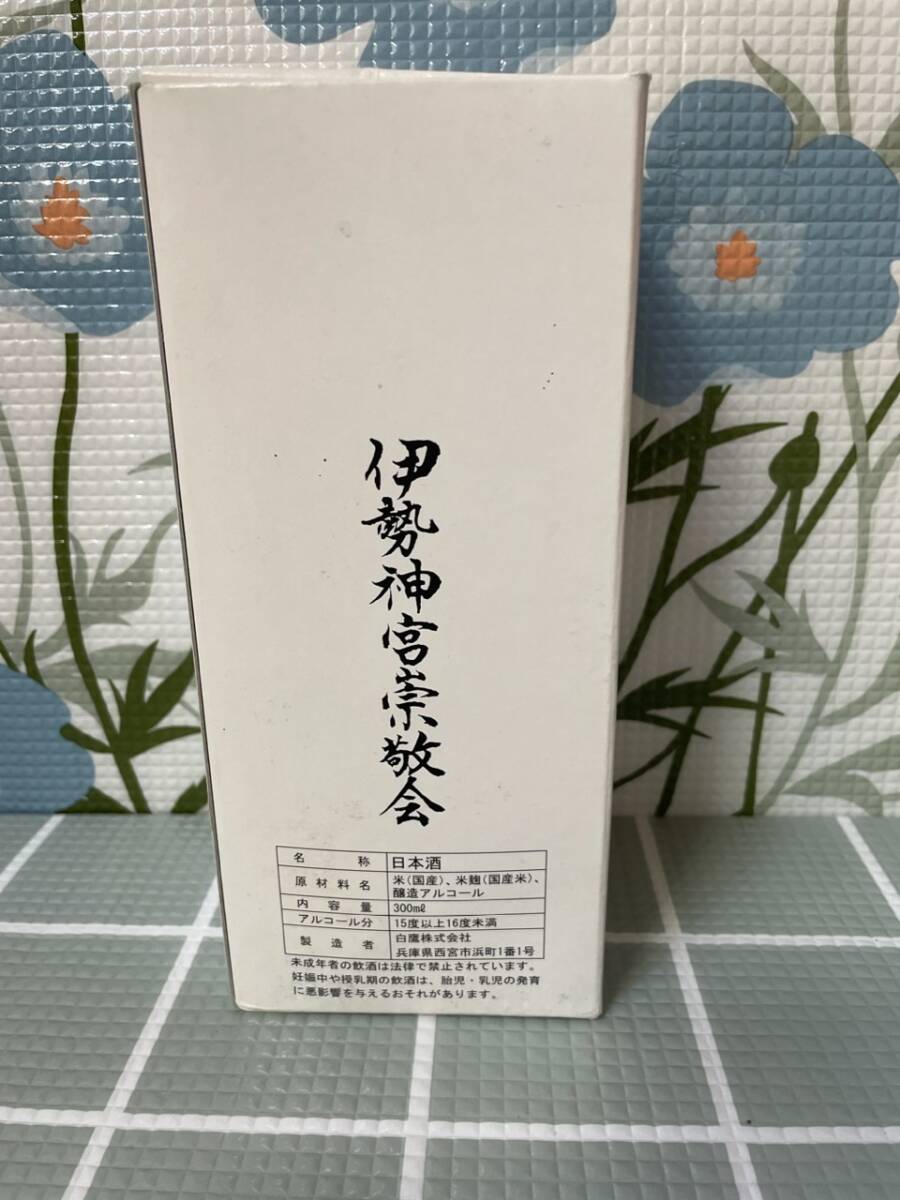 伊勢神宮崇敬会
名称 日本酒
原材料名 米(国産)、米麹(国産米)、
醸造アルコール
内容量 300mℓ
アルコール分 15度以上16度未満
製造者 白鷹株式会社
兵庫県西宮市浜町1番1号
未成年者の飲酒は法律で禁止されています。
妊娠中や授乳期の飲酒は、胎児・乳児の発育
に悪影響を与えるおそれがあります。